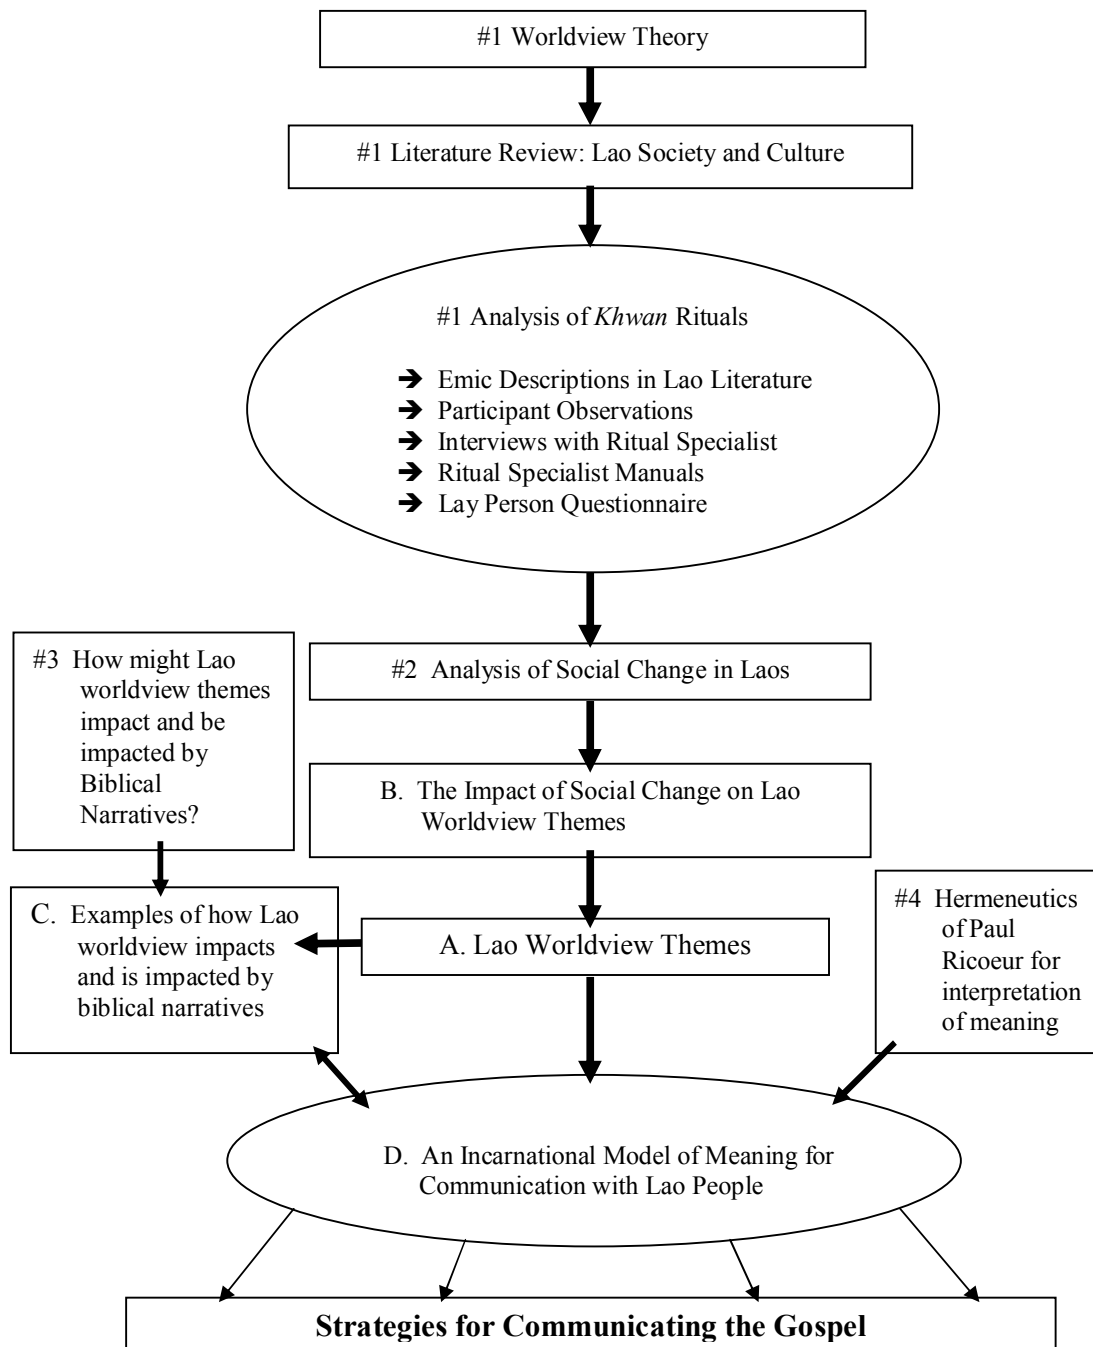 #1 Worldview Theory
#1 Literature Review: Lao Society and Culture
#1 Analysis of Khwan Rituals
➔ Emic Descriptions in Lao Literature
➔ Participant Observations
➔ Interviews with Ritual Specialist
➔ Ritual Specialist Manuals
➔ Lay Person Questionnaire
#2 Analysis of Social Change in Laos
#3 How might Lao
worldview themes
impact and be
impacted by
Biblical
Narratives?
B. The Impact of Social Change on Lao
Worldview Themes
A. Lao Worldview Themes
C. Examples of how Lao
worldview impacts
and is impacted by
biblical narratives
#4 Hermeneutics
of Paul
Ricoeur for
interpretation
of meaning
D. An Incarnational Model of Meaning for
Communication with Lao People
Strategies for Communicating the Gospel